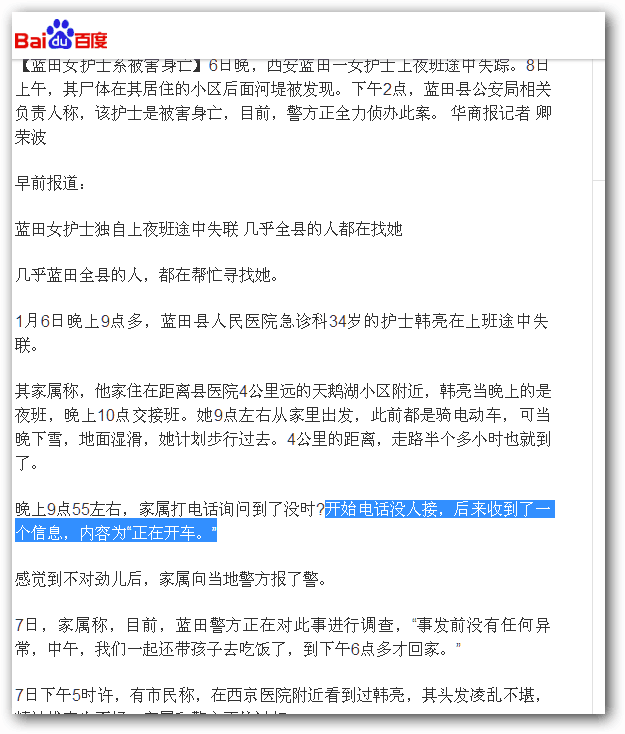 Bai du 百度
【蓝田女护士系被害身亡】6日晚，西安蓝田一女护士上夜班途中失踪。8日
上午，其尸体在其居住的小区后面河堤被发现。下午2点，蓝田县公安局相关
负责人称，该护士是被害身亡，目前，警方正全力侦办此案。 华商报记者 卿
荣波
早前报道：
蓝田女护士独自上夜班途中失联 几乎全县的人都在找她
几乎蓝田全县的人，都在帮忙寻找她。
1月6日晚上9点多，蓝田县人民医院急诊科34岁的护士韩亮在上班途中失
联。
其家属称，他家住在距离县医院4公里远的天鹅湖小区附近，韩亮当晚上的是
夜班，晚上10点交接班。她9点左右从家里出发，此前都是骑电动车，可当
晚下雪，地面湿滑，她计划步行过去。4公里的距离，走路半个多小时也就到
了。
晚上9点55左右，家属打电话询问到了没时?开始电话没人接，后来收到了一
个信息，内容为“正在开车。”
感觉到不对劲儿后，家属向当地警方报了警。
7日，家属称，目前，蓝田警方正在对此事进行调查，“事发前没有任何异
常，中午，我们一起还带孩子去吃饭了，到下午6点多才回家。”
7日下午5时许，有市民称，在西京医院附近看到过韩亮，其头发凌乱不堪，